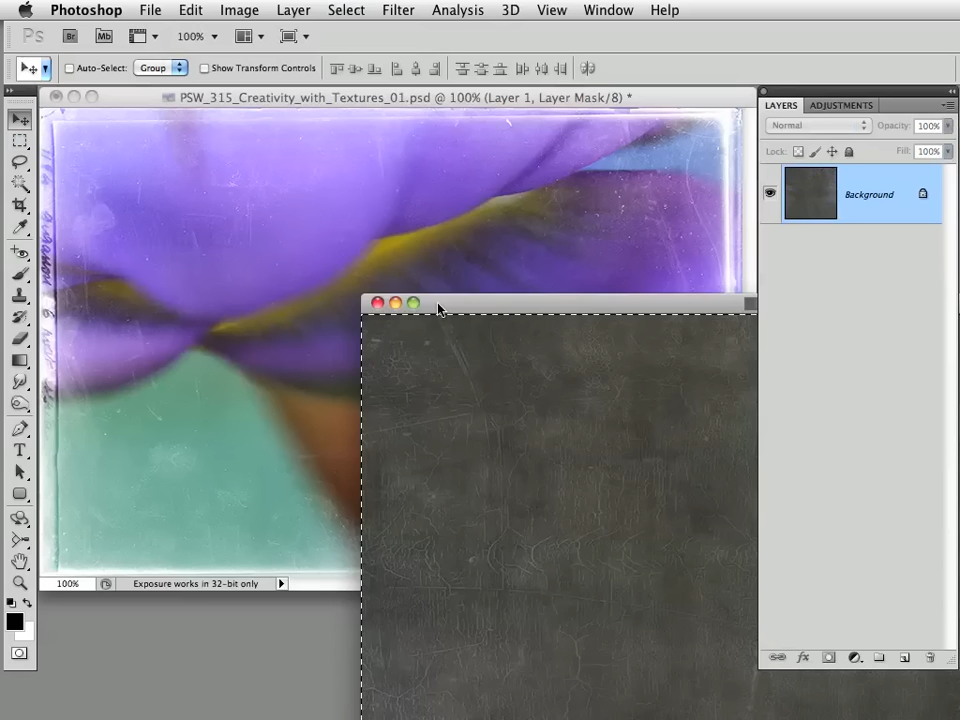 Photoshop File Edit Image Layer Select Filter Analysis 3D View Window Help
Ps Br Mb 100%
Auto-Select: Group Show Transform Controls
PSW_315_Creativity_with_Textures_01.psd @ 100% (Layer 1, Layer Mask/8) *
LAYERS ADJUSTMENTS
Normal Opacity: 100%
Lock: Fill: 100%
Background
100% Exposure works in 32-bit only